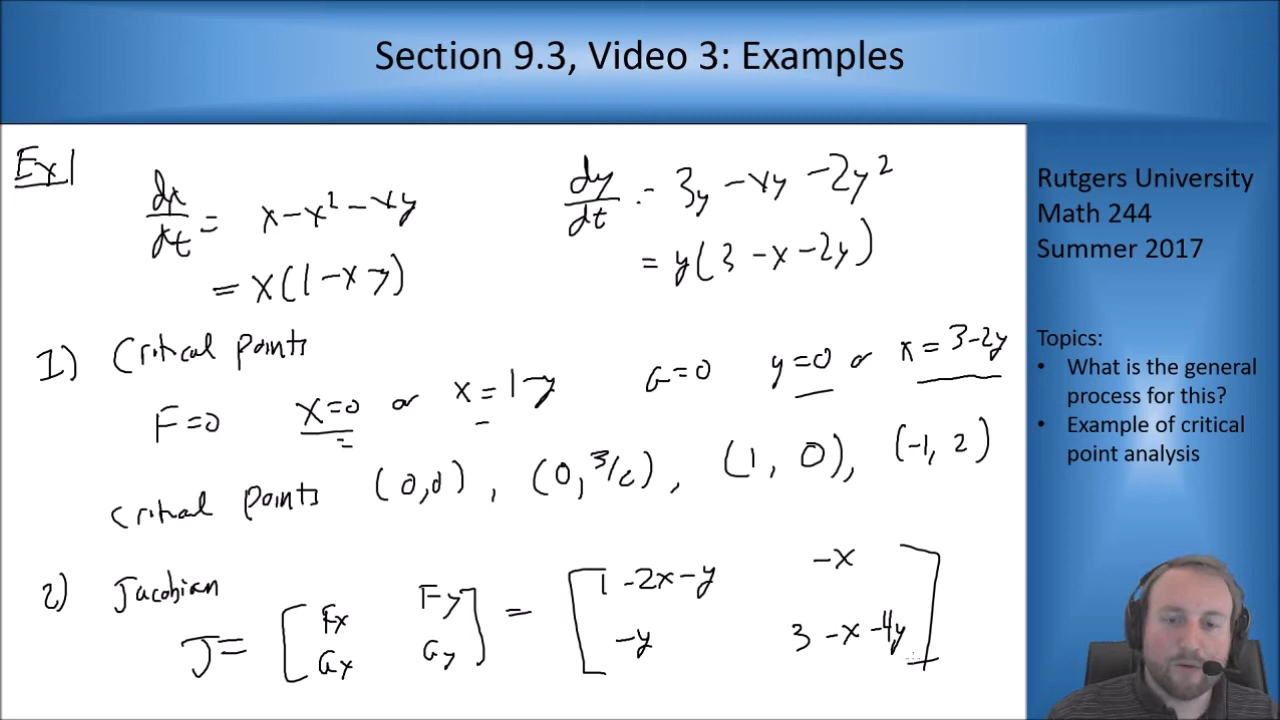 Section 9.3, Video 3: Examples
Ex 1
dx/dt = x - x² - xy
= x(1 - x y)
dy/dt = 3y - xy - 2y²
= y(3 - x - 2y)
1) Critical points
F=0 x=0 or x = 1-y G=0 y=0 or x = 3-2y
Critical points (0,0), (0, 3/2), (1, 0), (-1, 2)
2) Jacobian
J = [Fx Fy
Gx Gy] = [1-2x-y -x
-y 3-x-4y]
Rutgers University
Math 244
Summer 2017
Topics:
• What is the general
process for this?
• Example of critical
point analysis